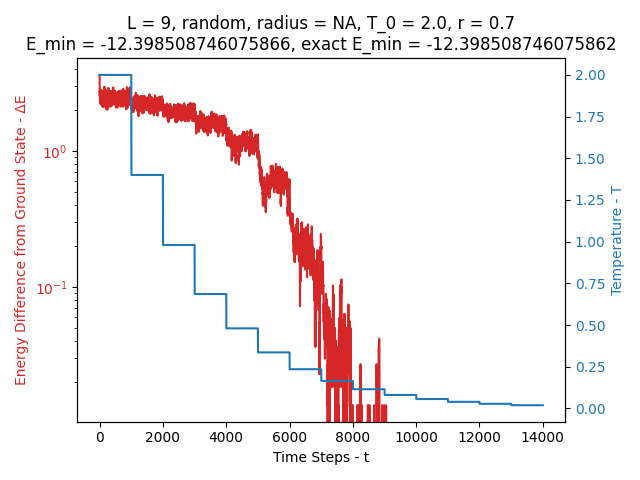 L = 9, random, radius = NA, T_0 = 2.0, r = 0.7
E_min = -12.398508746075866, exact E_min = -12.398508746075862
Energy Difference from Ground State - ΔE
10^0
10^-1
2.00
1.75
1.50
1.25
1.00
0.75
0.50
0.25
0.00
Temperature - T
0 2000 4000 6000 8000 10000 12000 14000
Time Steps - t